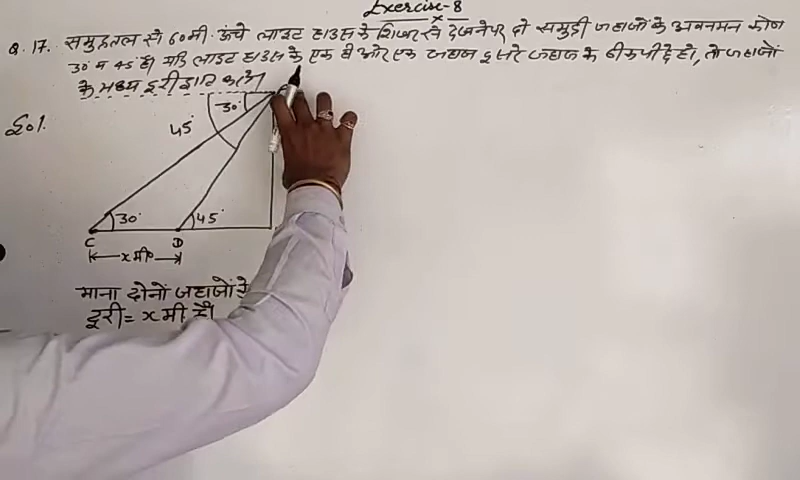 Exercise-8
Q. 17. समुद्रतल से 60 मी. ऊंचे लाइट हाउस के शिखर से देखने पर दो समुद्री जहाजों के अवनमन कोण
30° व 45° हैं। यदि लाइट हाउस के एक ही ओर एक जहाज दूसरे जहाज के ठीक पीछे हो, तो जहाजों
के मध्य दूरी ज्ञात करो।
Sol.
30°
45°
30°
45°
C D
x मी०
माना दोनों जहाजों के
दूरी = x मी है।